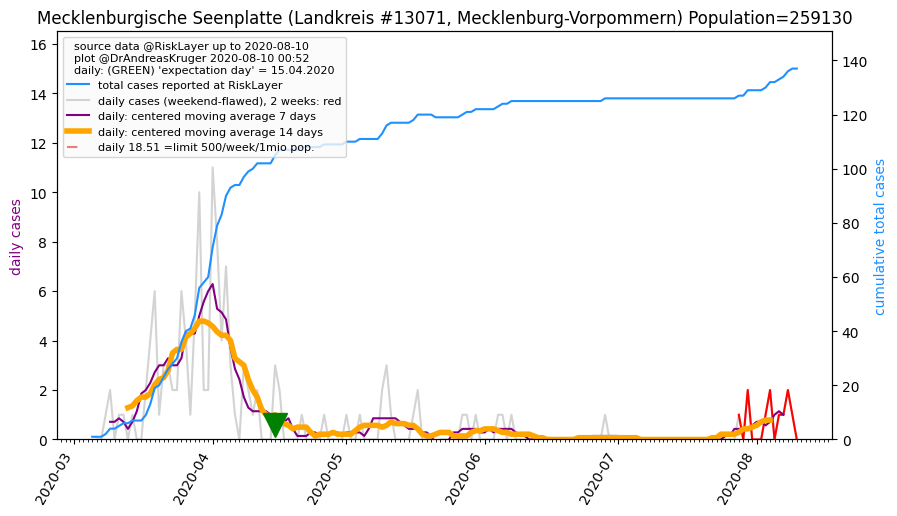 Mecklenburgische Seenplatte (Landkreis #13071, Mecklenburg-Vorpommern) Population=259130
source data @RiskLayer up to 2020-08-10
plot @DrAndreasKruger 2020-08-10 00:52
daily: (GREEN) 'expectation day' = 15.04.2020
total cases reported at RiskLayer
daily cases (weekend-flawed), 2 weeks: red
daily: centered moving average 7 days
daily: centered moving average 14 days
daily 18.51 =limit 500/week/1mio pop.
daily cases
16
14
12
10
8
6
4
2
0
140
120
100
80
60
40
20
0
cumulative total cases
2020-03
2020-04
2020-05
2020-06
2020-07
2020-08